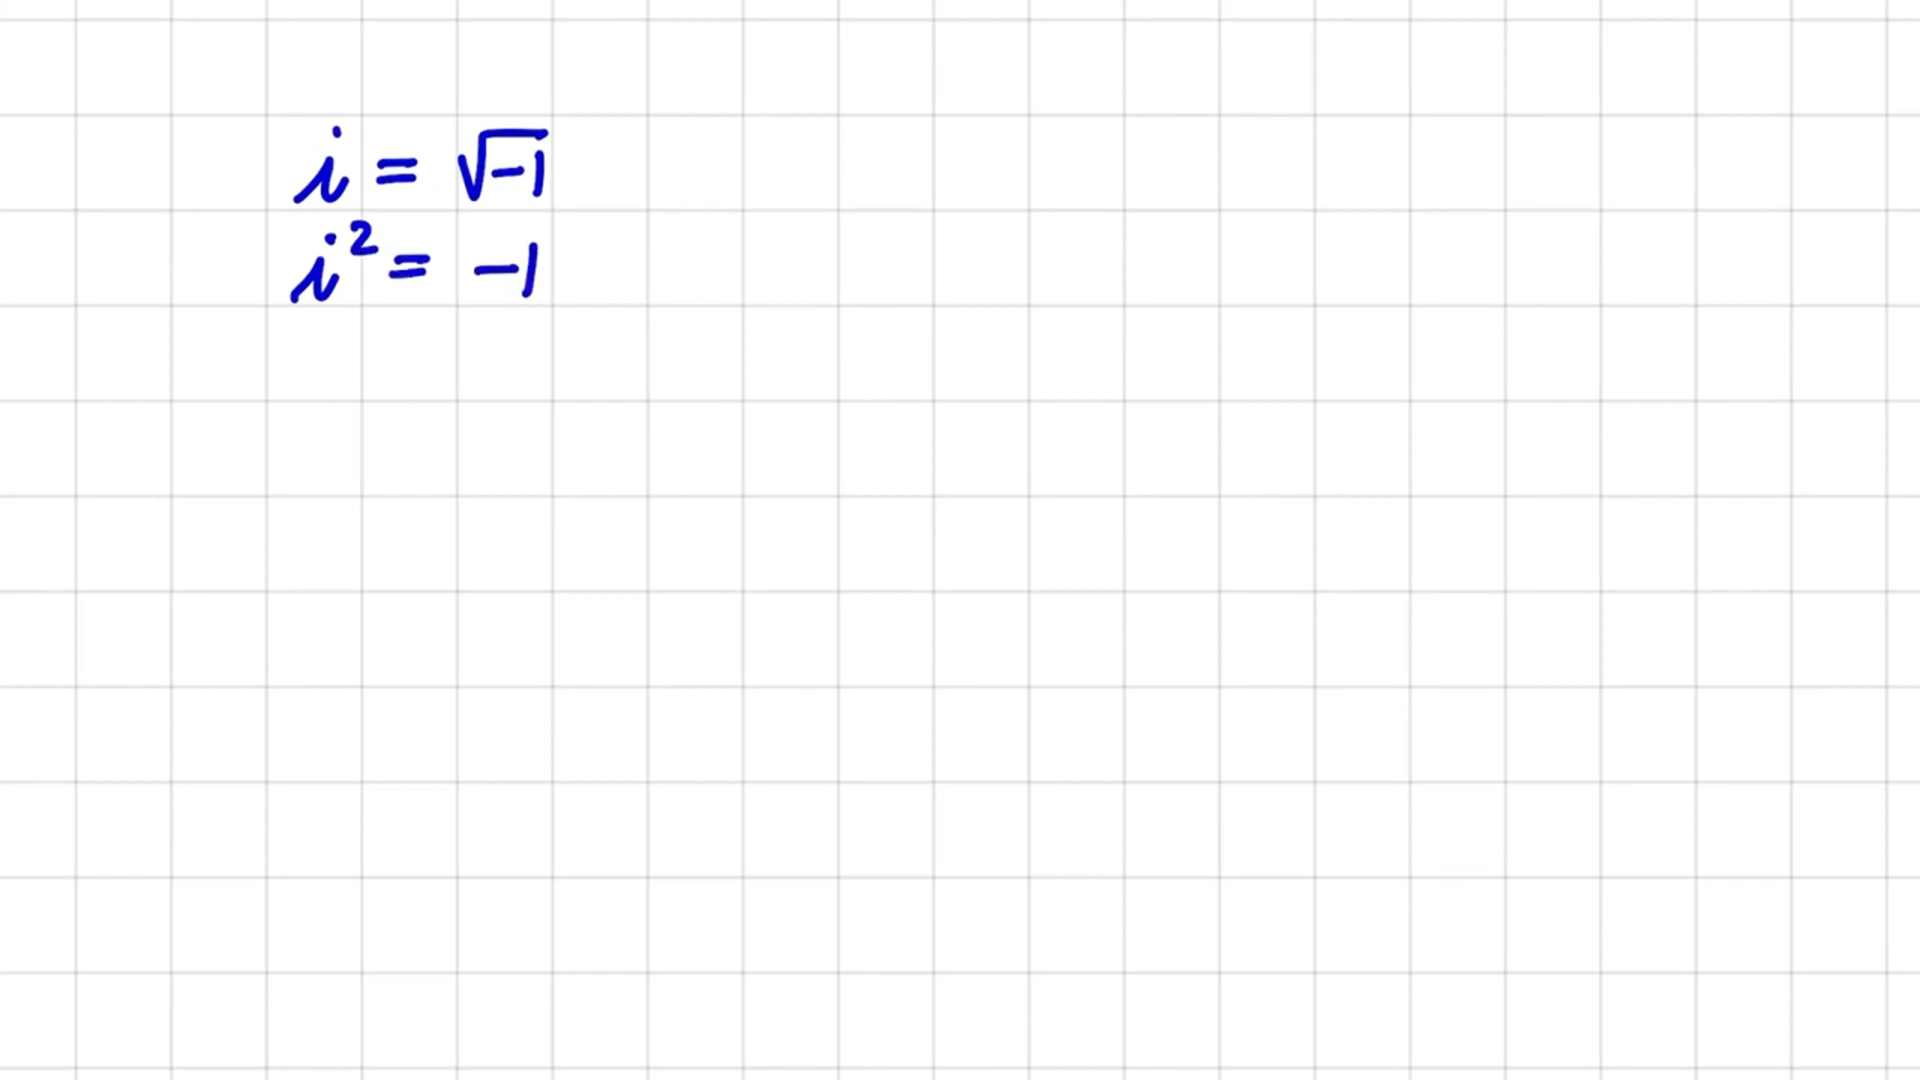 i = √-1
i² = -1